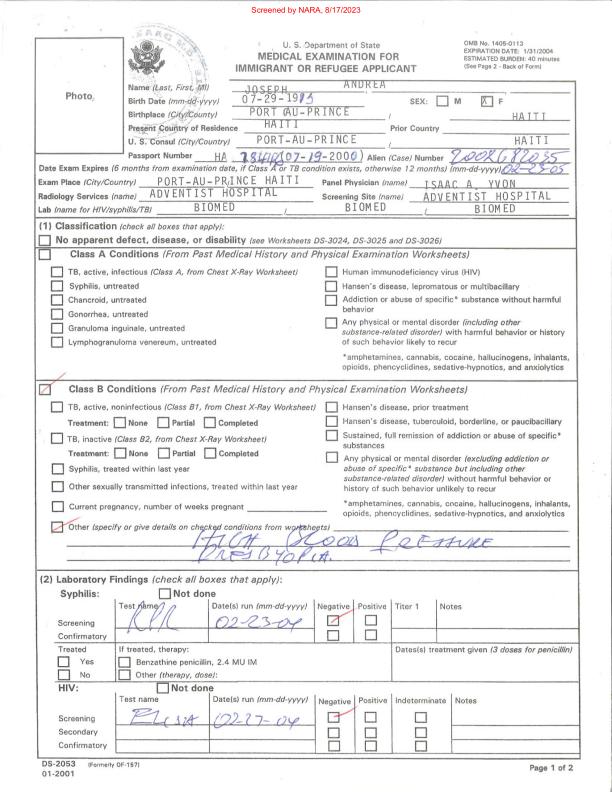 Screened by NARA, 8/17/2023
U. S. Department of State
MEDICAL EXAMINATION FOR
IMMIGRANT OR REFUGEE APPLICANT
OMB No. 1405-0113
EXPIRATION DATE: 1/31/2004
ESTIMATED BURDEN: 40 minutes
(See Page 2 - Back of Form)
Photo
Name (Last, First, MI) JOSEPH , ANDREA ,
Birth Date (mm-dd-yyyy) 07-29-19 SEX: M X F
Birthplace (City/Country) PORT AU-PRINCE / HAITI
Present Country of Residence HAITI Prior Country
U. S. Consul (City/Country) PORT-AU-PRINCE / HAITI
Passport Number HA (07-19-2000) Alien (Case) Number
Date Exam Expires (6 months from examination date, if Class A or TB condition exists, otherwise 12 months) (mm-dd-yyyy) 02-23-05
Exam Place (City/Country) PORT-AU-PRINCE HAITI Panel Physician (name) ISAAC A. YVON
Radiology Services (name) ADVENTIST HOSPITAL Screening Site (name) ADVENTIST HOSPITAL
Lab (name for HIV/syphilis/TB) BIOMED / BIOMED / BIOMED
(1) Classification (check all boxes that apply):
No apparent defect, disease, or disability (see Worksheets DS-3024, DS-3025 and DS-3026)
Class A Conditions (From Past Medical History and Physical Examination Worksheets)
TB, active, infectious (Class A, from Chest X-Ray Worksheet)
Syphilis, untreated
Chancroid, untreated
Gonorrhea, untreated
Granuloma inguinale, untreated
Lymphogranuloma venereum, untreated
Human immunodeficiency virus (HIV)
Hansen's disease, lepromatous or multibacillary
Addiction or abuse of specific* substance without harmful
behavior
Any physical or mental disorder (including other
substance-related disorder) with harmful behavior or history
of such behavior likely to recur
*amphetamines, cannabis, cocaine, hallucinogens, inhalants,
opioids, phencyclidines, sedative-hypnotics, and anxiolytics
Class B Conditions (From Past Medical History and Physical Examination Worksheets)
TB, active, noninfectious (Class B1, from Chest X-Ray Worksheet)
Treatment: None Partial Completed
TB, inactive (Class B2, from Chest X-Ray Worksheet)
Treatment: None Partial Completed
Syphilis, treated within last year
Other sexually transmitted infections, treated within last year
Current pregnancy, number of weeks pregnant
Hansen's disease, prior treatment
Hansen's disease, tuberculoid, borderline, or paucibacillary
Sustained, full remission of addiction or abuse of specific*
substances
Any physical or mental disorder (excluding addiction or
abuse of specific* substance but including other
substance-related disorder) without harmful behavior or
history of such behavior unlikely to recur
*amphetamines, cannabis, cocaine, hallucinogens, inhalants,
opioids, phencyclidines, sedative-hypnotics, and anxiolytics
Other (specify or give details on checked conditions from worksheets)
HIGH BLOOD PRESSURE
PRESBYOPIA.
(2) Laboratory Findings (check all boxes that apply):
Syphilis: Not done
Test name Date(s) run (mm-dd-yyyy) Negative Positive Titer 1 Notes
Screening RPR 02-23-04
Confirmatory
Treated If treated, therapy: Dates(s) treatment given (3 doses for penicillin)
Yes Benzathine penicillin, 2.4 MU IM
No Other (therapy, dose):
HIV: Not done
Test name Date(s) run (mm-dd-yyyy) Negative Positive Indeterminate Notes
Screening ELISA 02-27-04
Secondary
Confirmatory
DS-2053 (Formerly OF-157)
01-2001
Page 1 of 2